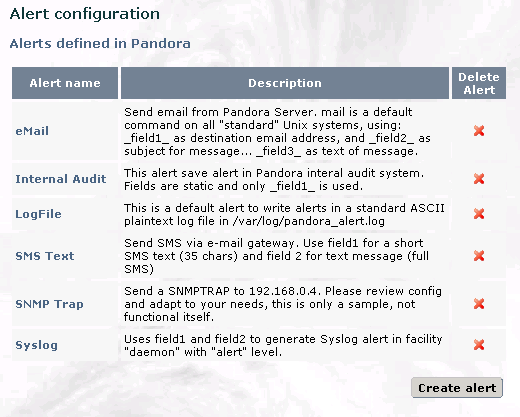 Alert configuration
Alerts defined in Pandora
Alert name
Description
Delete
Alert
eMail
Send email from Pandora Server. mail is a default
command on all "standard" Unix systems, using:
_field1_ as destination email address, and _field2_ as
subject for message... _field3_ as text of message.
Internal Audit
This alert save alert in Pandora interal audit system.
Fields are static and only _field1_ is used.
LogFile
This is a default alert to write alerts in a standard ASCII
plaintext log file in /var/log/pandora_alert.log
SMS Text
Send SMS via e-mail gateway. Use field1 for a short
SMS text (35 chars) and field 2 for text message (full
SMS)
SNMP Trap
Send a SNMPTRAP to 192.168.0.4. Please review config
and adapt to your needs, this is only a sample, not
functional itself.
Syslog
Uses field1 and field2 to generate Syslog alert in facility
"daemon" with "alert" level.
Create alert